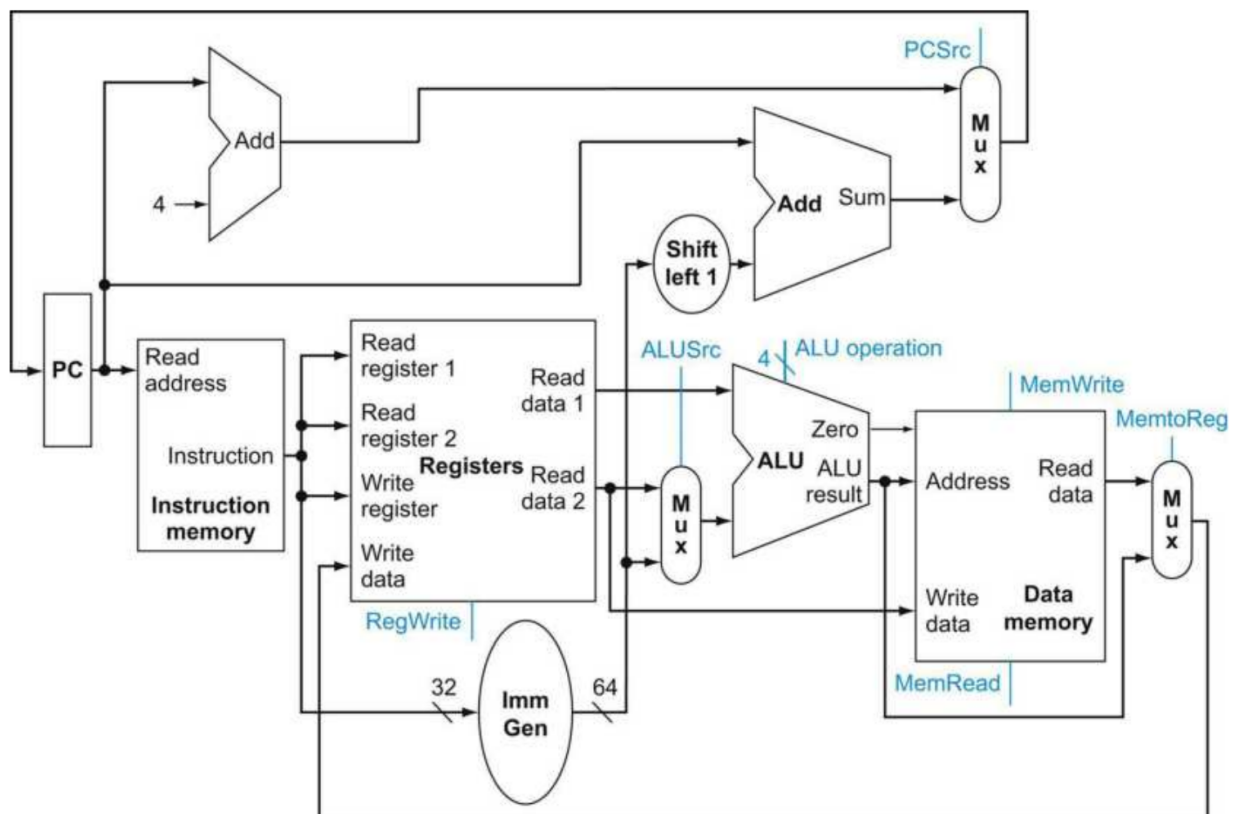 PCSrc
Add
4
M
u
x
Add
Sum
Shift
left 1
PC
Read
address
Instruction
Instruction
memory
Read
register 1
Read
register 2
Write
register
Write
data
Registers
Read
data 1
Read
data 2
RegWrite
ALUSrc
M
u
x
4
ALU operation
Zero
ALU
ALU
result
MemWrite
Address
Read
data
Write
data
Data
memory
MemRead
MemtoReg
M
u
x
32
Imm
Gen
64